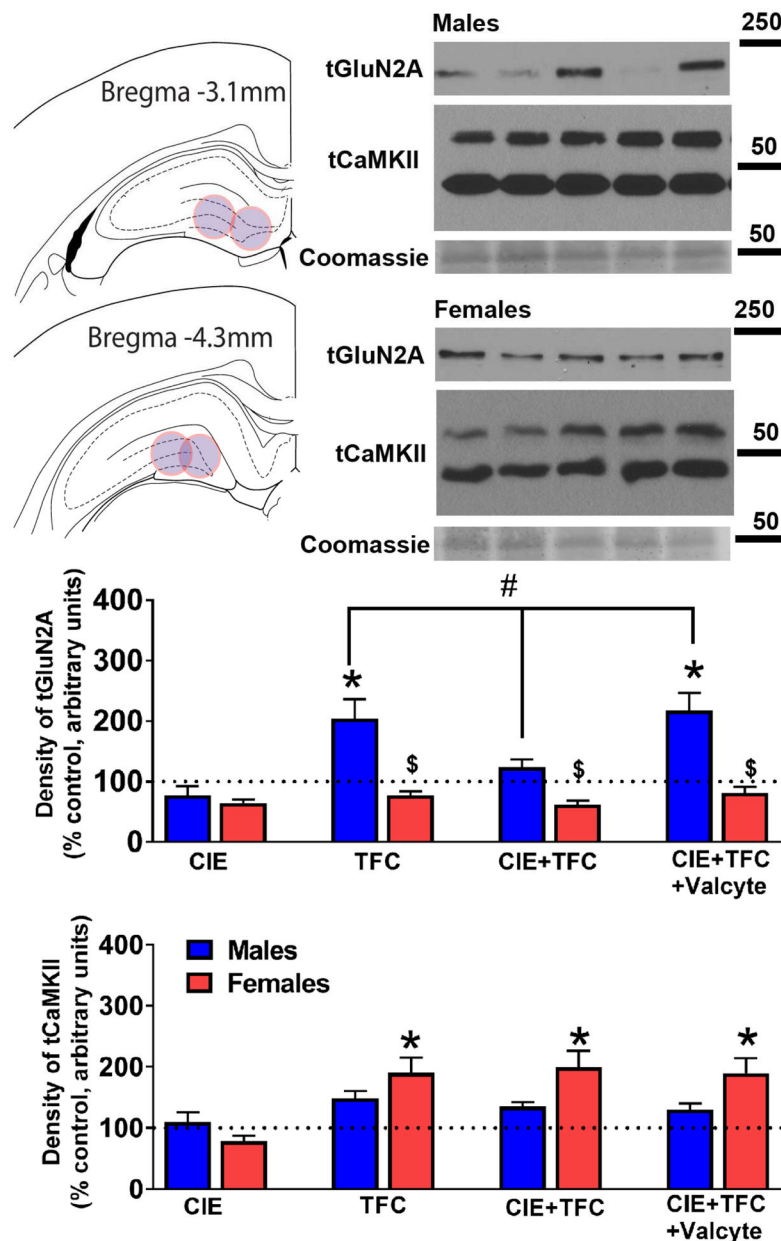 Bregma -3.1mm
Bregma -4.3mm
Males
250
tGluN2A
tCaMKII
50
Coomassie
50
Females
250
tGluN2A
tCaMKII
50
Coomassie
50
Density of tGluN2A
(% control, arbitrary units)
400
300
200
100
0
#
*
$
$
*
$
CIE
TFC
CIE+TFC
CIE+TFC
+Valcyte
Density of tCaMKII
(% control, arbitrary units)
400
300
200
100
0
Males
Females
*
*
*
CIE
TFC
CIE+TFC
CIE+TFC
+Valcyte